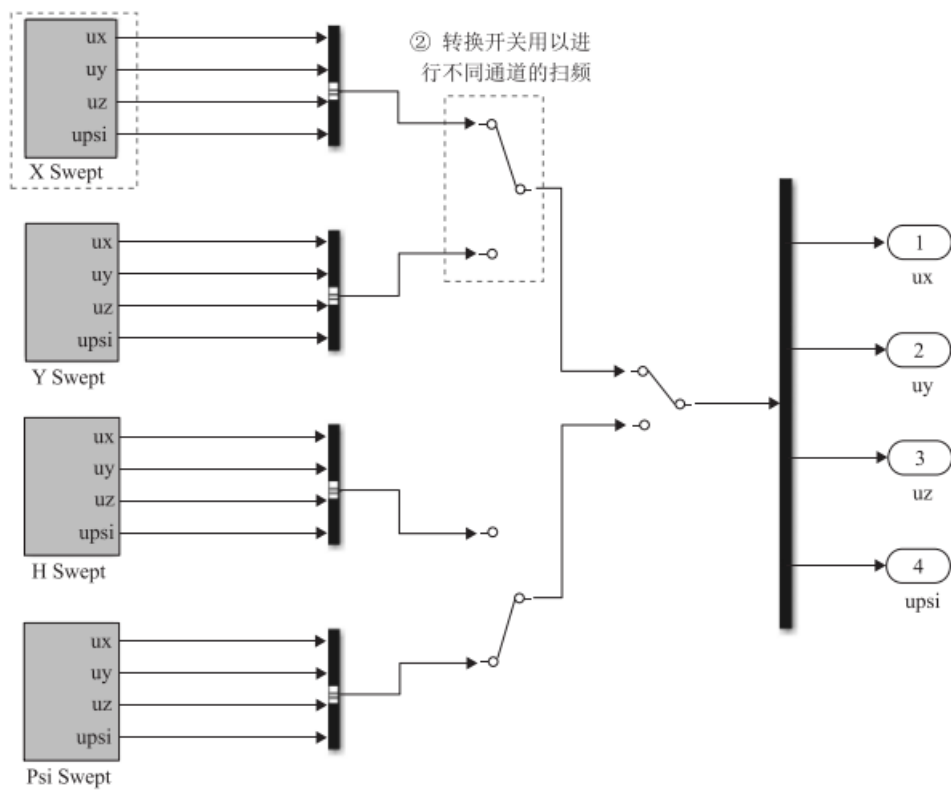 ux
uy
uz
upsi
X Swept
② 转换开关用以进
行不同通道的扫频
ux
uy
uz
upsi
Y Swept
ux
uy
uz
upsi
H Swept
ux
uy
uz
upsi
Psi Swept
1
ux
2
uy
3
uz
4
upsi